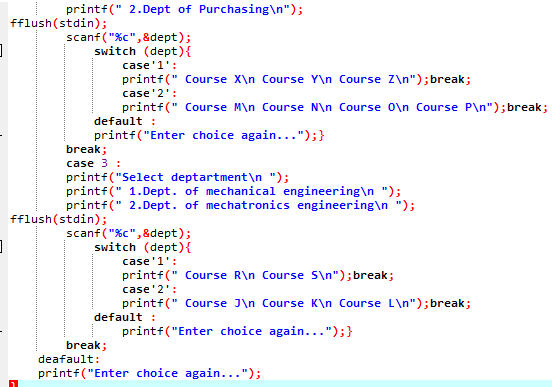 printf(" 2.Dept of Purchasing\n");
fflush(stdin);
scanf("%c",&dept);
switch (dept){
case'1':
printf(" Course X\n Course Y\n Course Z\n");break;
case'2':
printf(" Course M\n Course N\n Course O\n Course P\n");break;
default :
printf("Enter choice again...");}
break;
case 3 :
printf("Select deptartment\n ");
printf(" 1.Dept. of mechanical engineering\n ");
printf(" 2.Dept. of mechatronics engineering\n ");
fflush(stdin);
scanf("%c",&dept);
switch (dept){
case'1':
printf(" Course R\n Course S\n");break;
case'2':
printf(" Course J\n Course K\n Course L\n");break;
default :
printf("Enter choice again...");}
break;
deafault:
printf("Enter choice again...");
}